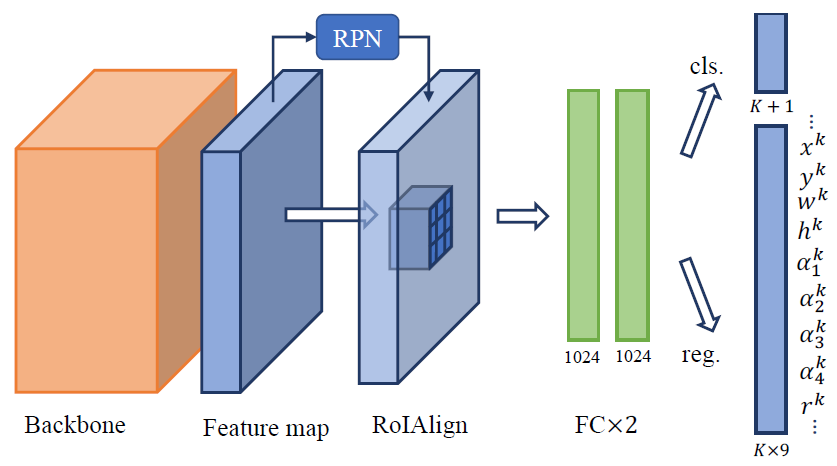 RPN
cls.
K + 1
⋮
x^k
y^k
w^k
h^k
α_1^k
α_2^k
α_3^k
α_4^k
r^k
⋮
K×9
1024 1024
reg.
Backbone
Feature map
RoIAlign
FC×2